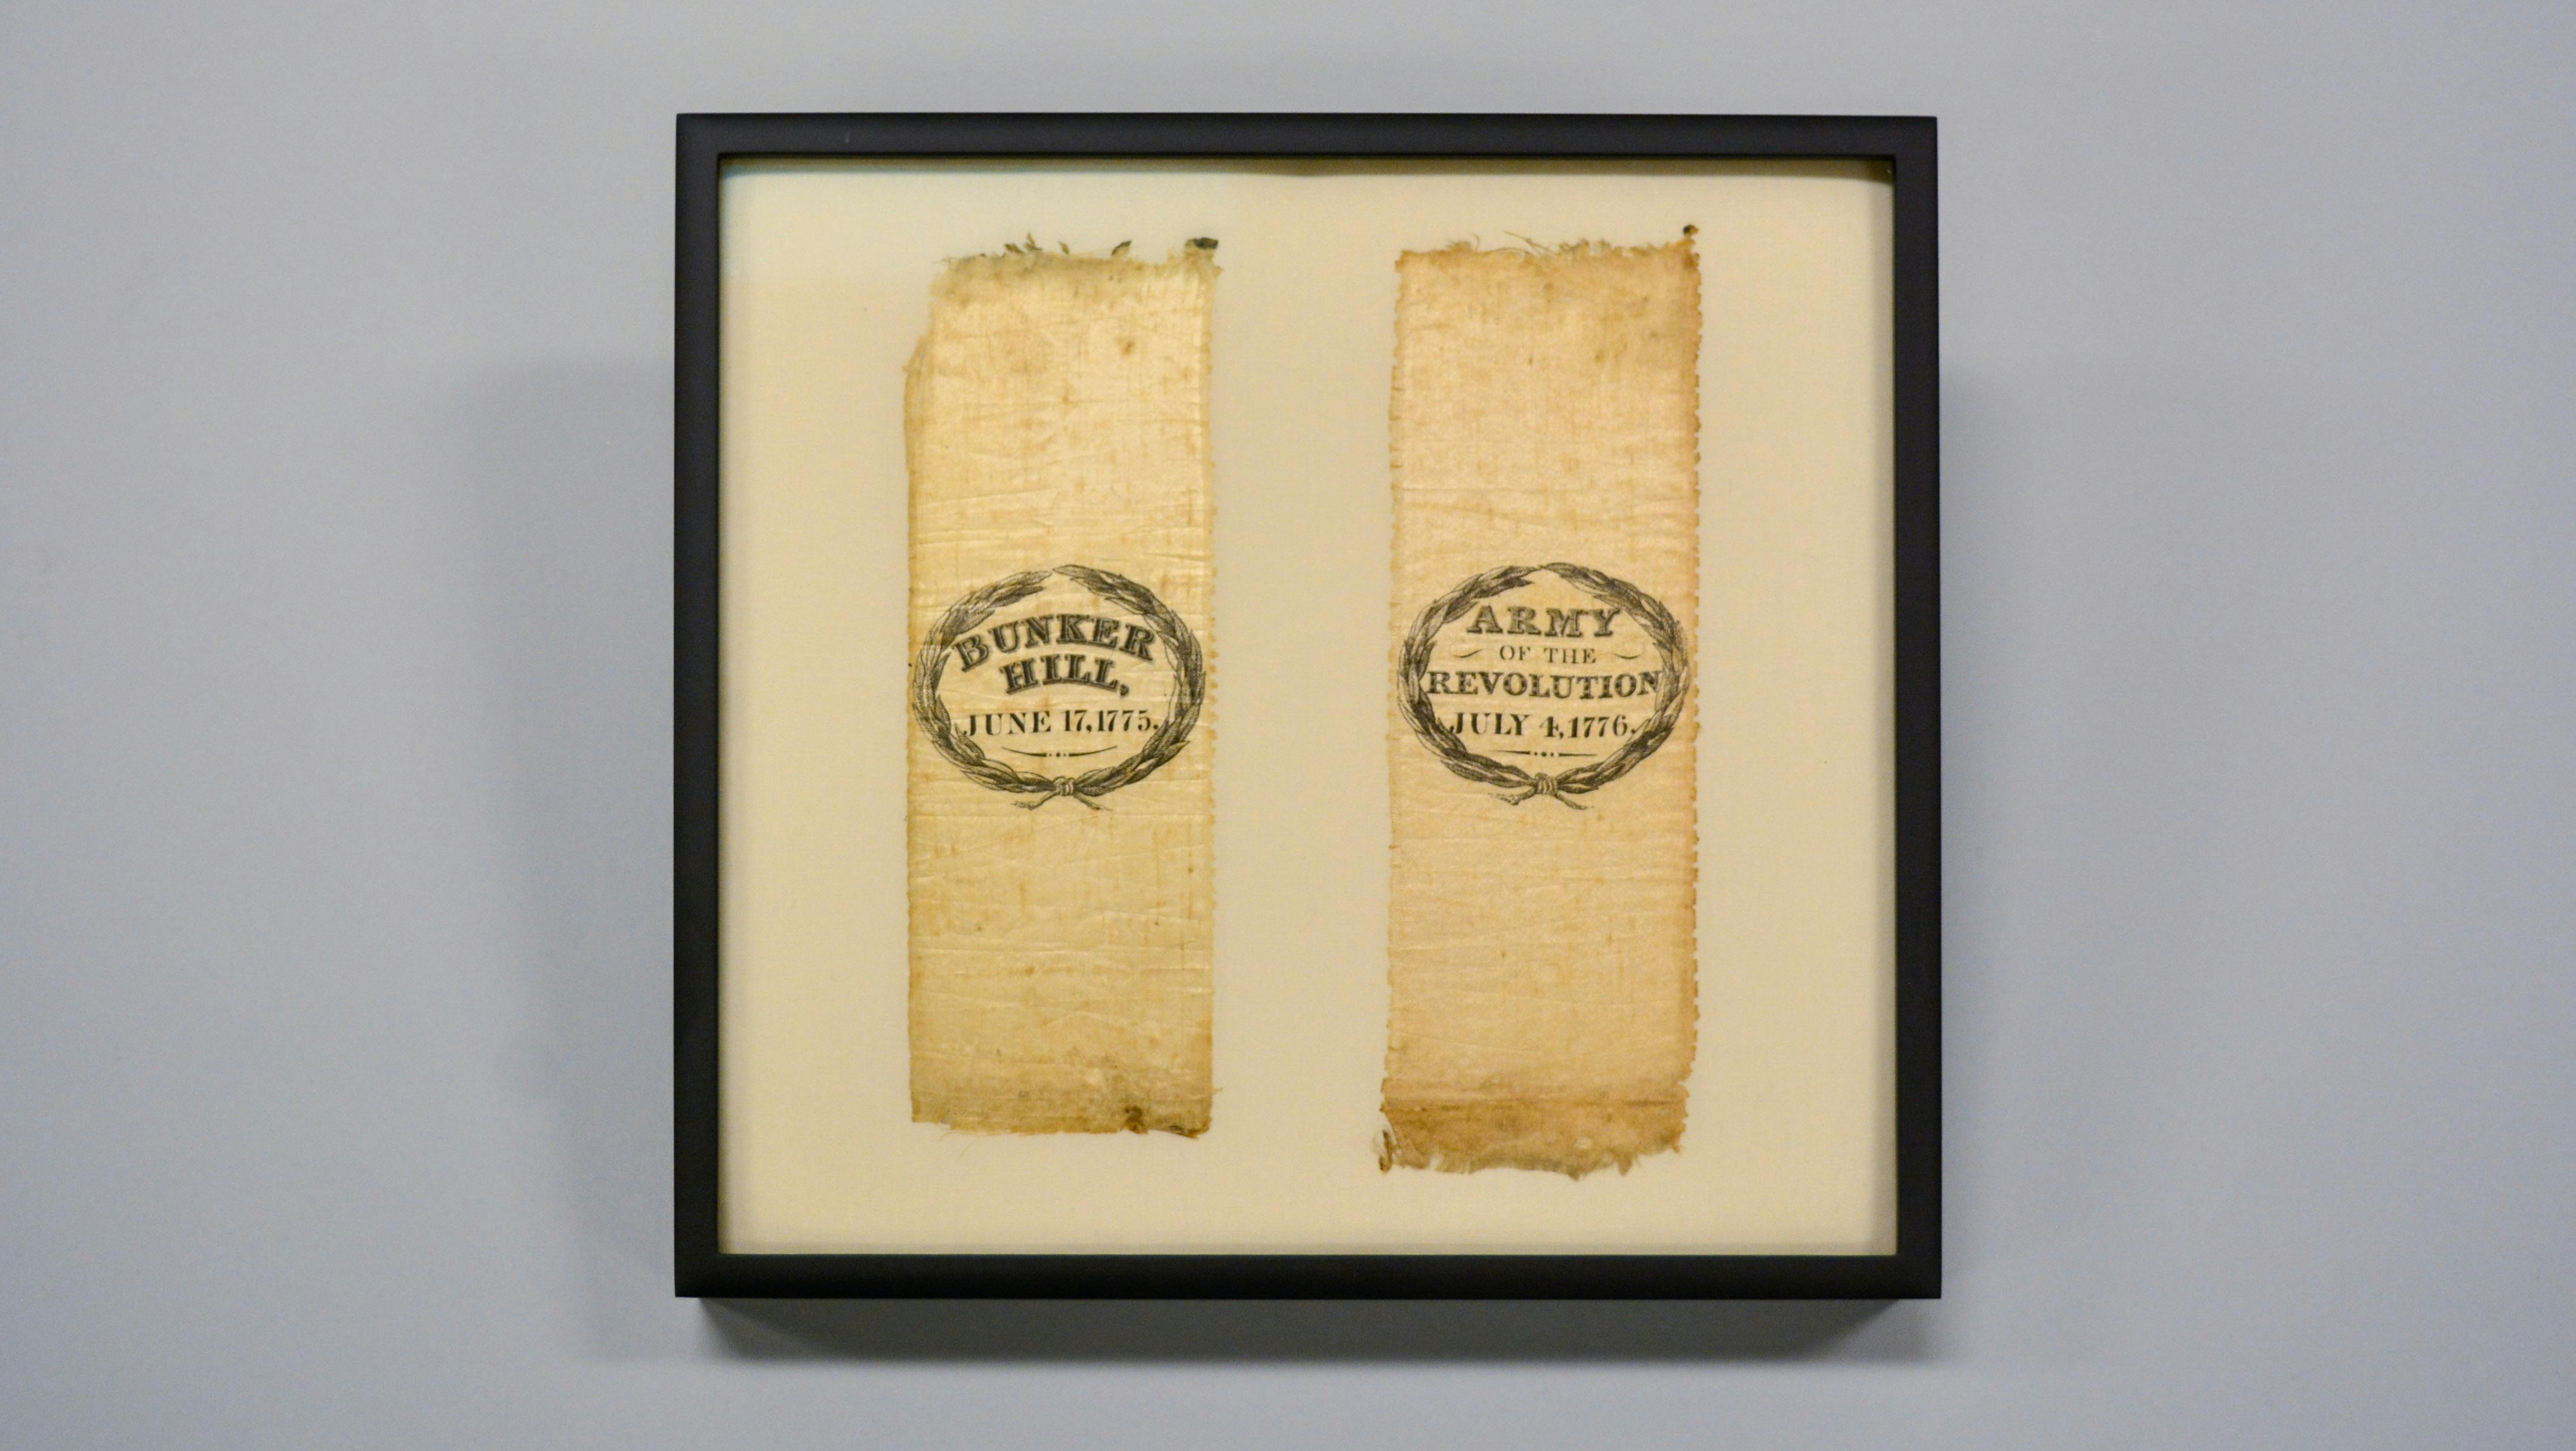 BUNKER
HILL,
JUNE 17, 1775.
ARMY
OF THE
REVOLUTION
JULY 4, 1776.